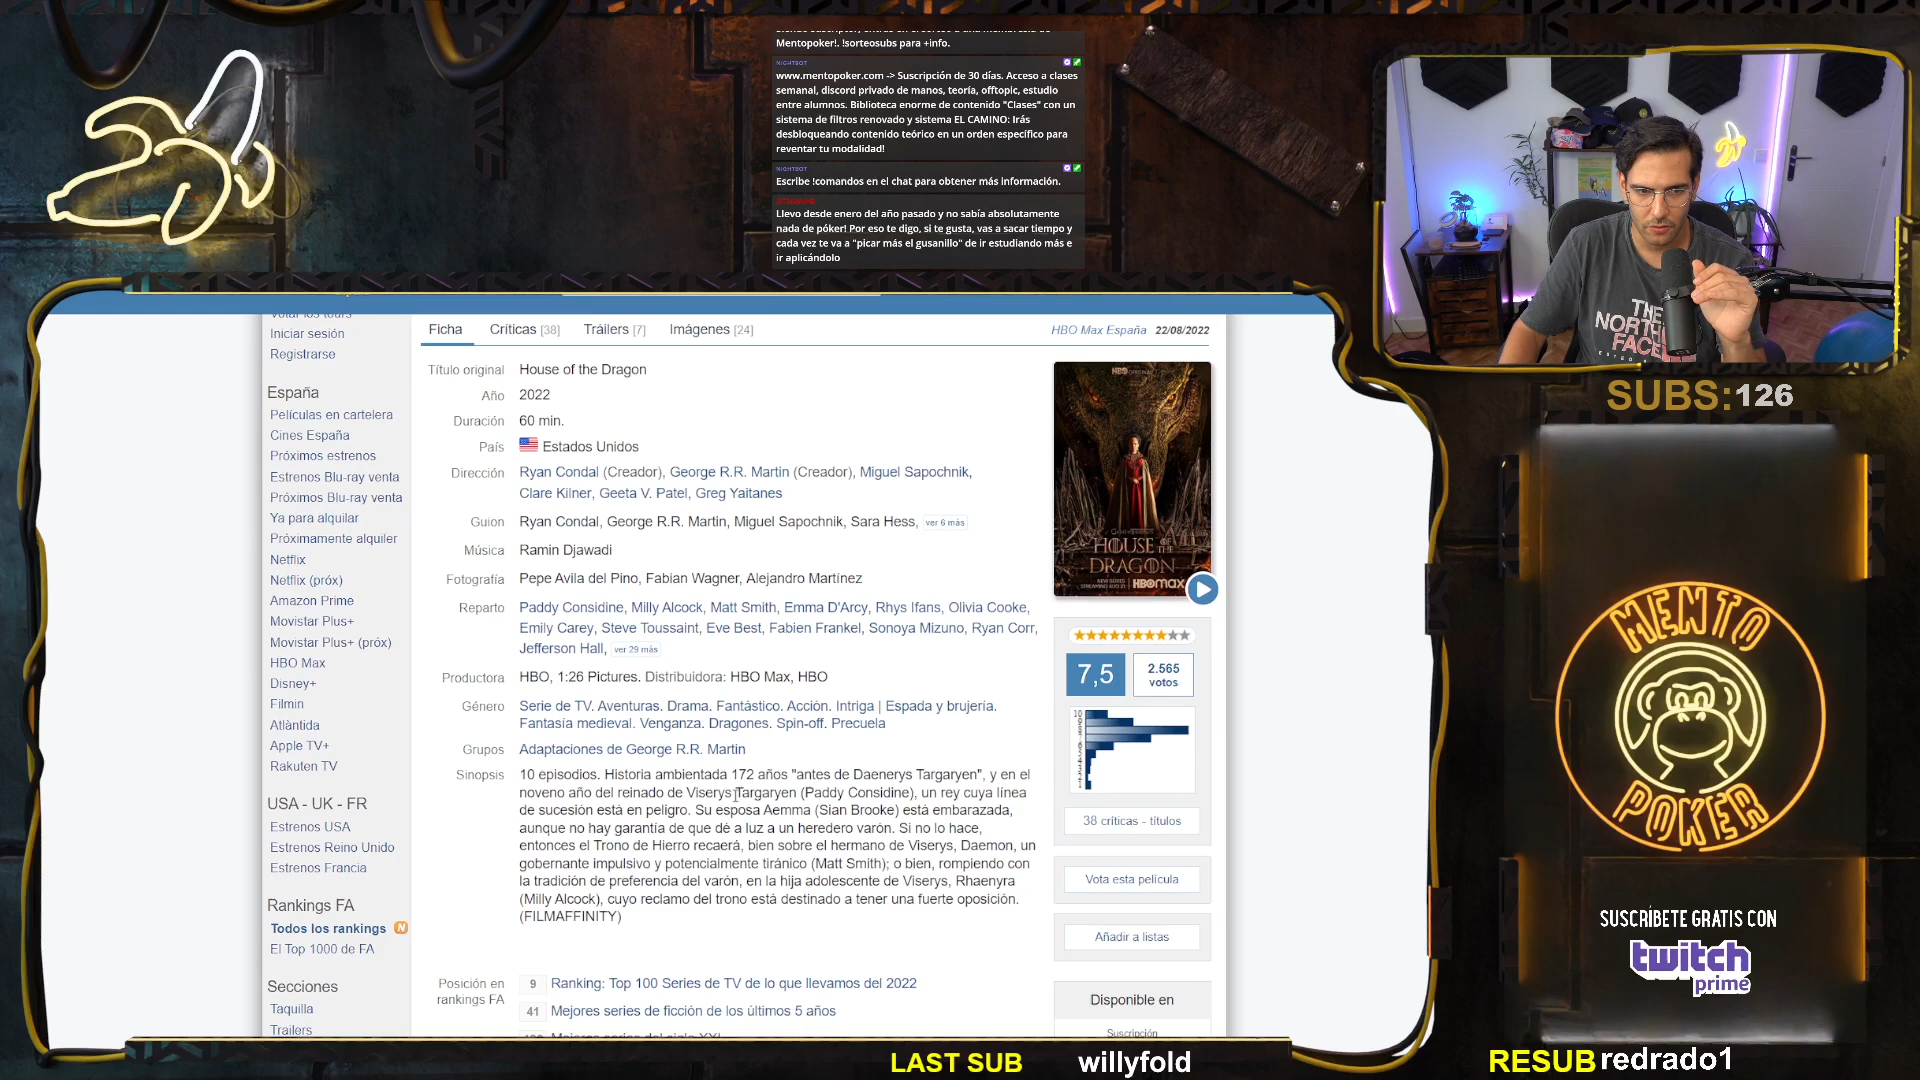 Mentopoker!. !sorteosubs para +info.
NIGHTBOT
www.mentopoker.com -> Suscripción de 30 días. Acceso a clases
semanal, discord privado de manos, teoría, offtopic, estudio
entre alumnos. Biblioteca enorme de contenido "Clases" con un
sistema de filtros renovado y sistema EL CAMINO: Irás
desbloqueando contenido teórico en un orden específico para
reventar tu modalidad!
NIGHTBOT
Escribe !comandos en el chat para obtener más información.
Llevo desde enero del año pasado y no sabía absolutamente
nada de póker! Por eso te digo, si te gusta, vas a sacar tiempo y
cada vez te va a "picar más el gusanillo" de ir estudiando más e
ir aplicándolo
THE
NORTH
FACE
SUBS: 126
Votar los tours
Iniciar sesión
Registrarse
España
Películas en cartelera
Cines España
Próximos estrenos
Estrenos Blu-ray venta
Próximos Blu-ray venta
Ya para alquilar
Próximamente alquiler
Netflix
Netflix (próx)
Amazon Prime
Movistar Plus+
Movistar Plus+ (próx)
HBO Max
Disney+
Filmin
Atlàntida
Apple TV+
Rakuten TV
USA - UK - FR
Estrenos USA
Estrenos Reino Unido
Estrenos Francia
Rankings FA
Todos los rankings N
El Top 1000 de FA
Secciones
Taquilla
Trailers
Ficha Críticas [38] Tráilers [7] Imágenes [24] HBO Max España 22/08/2022
Título original House of the Dragon
Año 2022
Duración 60 min.
País Estados Unidos
Dirección Ryan Condal (Creador), George R.R. Martin (Creador), Miguel Sapochnik,
Clare Kilner, Geeta V. Patel, Greg Yaitanes
Guion Ryan Condal, George R.R. Martin, Miguel Sapochnik, Sara Hess, ver 6 más
Música Ramin Djawadi
Fotografía Pepe Avila del Pino, Fabian Wagner, Alejandro Martínez
Reparto Paddy Considine, Milly Alcock, Matt Smith, Emma D'Arcy, Rhys Ifans, Olivia Cooke,
Emily Carey, Steve Toussaint, Eve Best, Fabien Frankel, Sonoya Mizuno, Ryan Corr,
Jefferson Hall, ver 29 más
Productora HBO, 1:26 Pictures. Distribuidora: HBO Max, HBO
Género Serie de TV. Aventuras. Drama. Fantástico. Acción. Intriga | Espada y brujería.
Fantasía medieval. Venganza. Dragones. Spin-off. Precuela
Grupos Adaptaciones de George R.R. Martin
Sinopsis 10 episodios. Historia ambientada 172 años "antes de Daenerys Targaryen", y en el
noveno año del reinado de Viserys Targaryen (Paddy Considine), un rey cuya línea
de sucesión está en peligro. Su esposa Aemma (Sian Brooke) está embarazada,
aunque no hay garantía de que dé a luz a un heredero varón. Si no lo hace,
entonces el Trono de Hierro recaerá, bien sobre el hermano de Viserys, Daemon, un
gobernante impulsivo y potencialmente tiránico (Matt Smith); o bien, rompiendo con
la tradición de preferencia del varón, en la hija adolescente de Viserys, Rhaenyra
(Milly Alcock), cuyo reclamo del trono está destinado a tener una fuerte oposición.
(FILMAFFINITY)
Posición en
rankings FA
9 Ranking: Top 100 Series de TV de lo que llevamos del 2022
41 Mejores series de ficción de los últimos 5 años
HOUSE OF THE
DRAGON
HBOmax
7,5
2.565
votos
38 críticas - títulos
Vota esta película
Añadir a listas
Disponible en
Suscripción
MENTO
POKER
SUSCRÍBETE GRATIS CON
twitch
prime
LAST SUB willyfold
RESUB redrado1